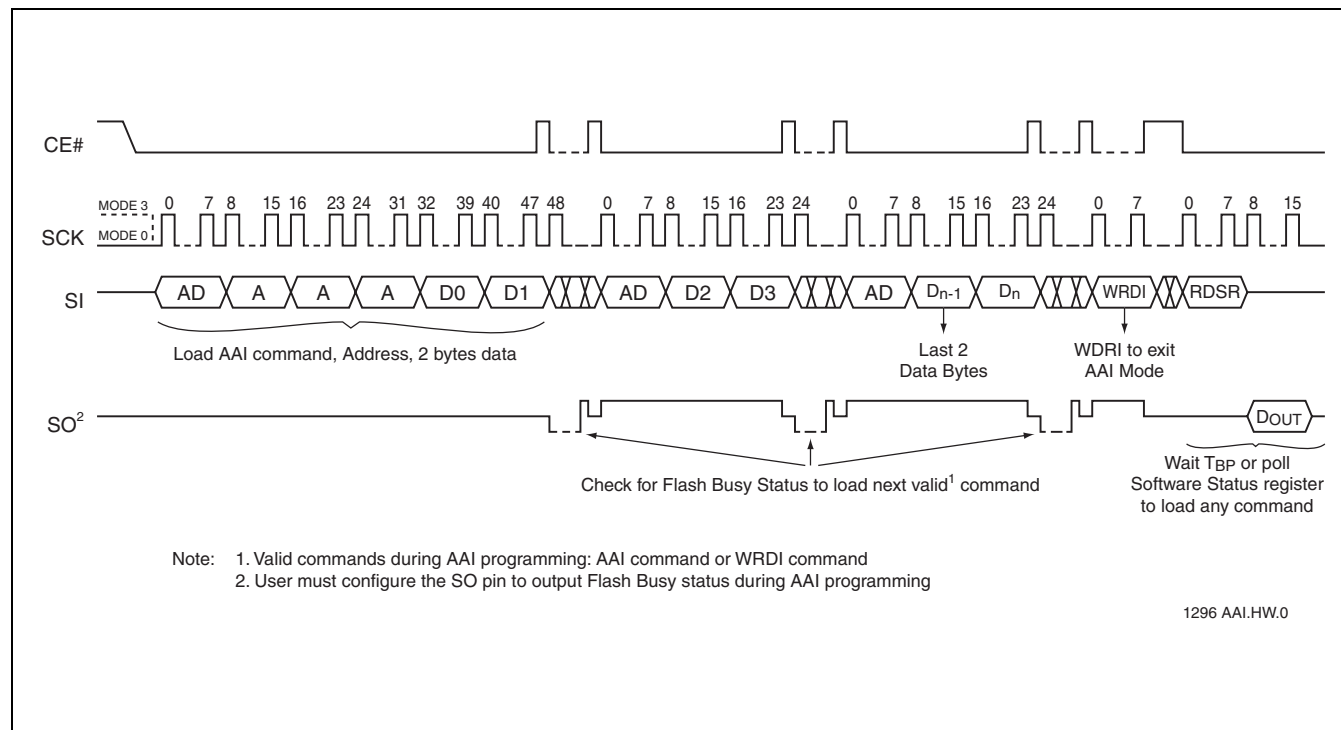 CE#
MODE 3
MODE 0
SCK
0 7 8 15 16 23 24 31 32 39 40 47 48 0 7 8 15 16 23 24 0 7 8 15 16 23 24 0 7 0 7 8 15
SI
AD A A A D0 D1 AD D2 D3 AD Dn-1 Dn WRDI RDSR
Load AAI command, Address, 2 bytes data
Last 2
Data Bytes
WDRI to exit
AAI Mode
SO2
DOUT
Check for Flash Busy Status to load next valid1 command
Wait TBP or poll
Software Status register
to load any command
Note: 1. Valid commands during AAI programming: AAI command or WRDI command
2. User must configure the SO pin to output Flash Busy status during AAI programming
1296 AAI.HW.0